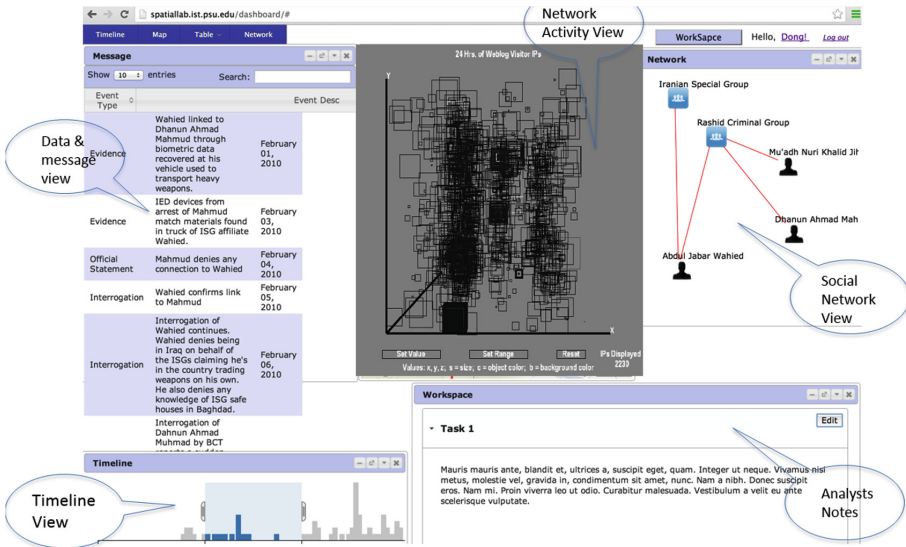 spatiallab.ist.psu.edu/dashboard/#
Timeline Map Table Network
WorkSapce Hello, Dong! Log out
Network
Activity View
Message
Show 10 entries Search:
Event
Type
Event Desc
Evidence
Wahied linked to
Dhanun Ahmad
Mahmud through
biometric data
recovered at his
vehicle used to
transport heavy
weapons.
February
01,
2010
Evidence
IED devices from
arrest of Mahmud
match materials found
in truck of ISG affiliate
Wahied.
February
03,
2010
Official
Statement
Mahmud denies any
connection to Wahied
February
04,
2010
Interrogation
Wahied confirms link
to Mahmud
February
05,
2010
Interrogation
Interrogation of
Wahied continues.
Wahied denies being
in Iraq on behalf of
the ISGs claiming he's
in the country trading
weapons on his own.
He also denies any
knowledge of ISG safe
houses in Baghdad.
February
06,
2010
Interrogation of
Dahnun Ahmad
Muhmad by BCT
Data &
message
view
24 Hrs. of Weblog Visitor IPs
Y
X
Set Value Set Range Reset IPs Displayed
2230
Values: x, y, z; s = size, c = object color; b = background color
Network
Iranian Special Group
Rashid Criminal Group
Mu'adh Nuri Khalid Jih
Dhanun Ahmad Mah
Abdul Jabar Wahied
Social
Network
View
Timeline
Timeline
View
Workspace
Task 1
Edit
Mauris mauris ante, blandit et, ultrices a, suscipit eget, quam. Integer ut neque. Vivamus nisi
metus, molestie vel, gravida in, condimentum sit amet, nunc. Nam a nibh. Donec suscipit
eros. Nam mi. Proin viverra leo ut odio. Curabitur malesuada. Vestibulum a velit eu ante
scelerisque vulputate.
Analysts
Notes